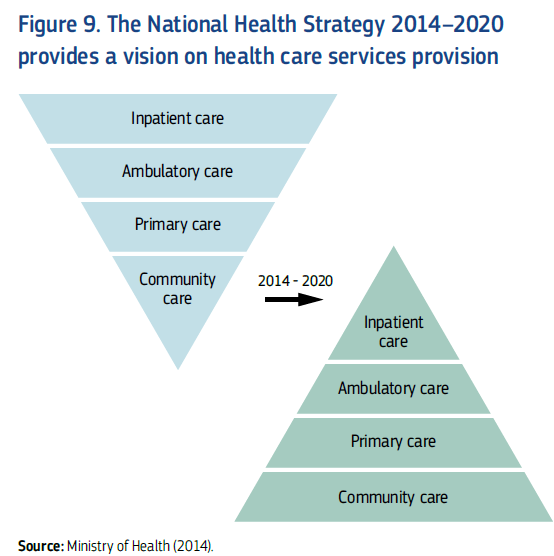 Figure 9. The National Health Strategy 2014–2020
provides a vision on health care services provision
Inpatient care
Ambulatory care
Primary care
Community
care
2014 - 2020
Inpatient
care
Ambulatory care
Primary care
Community care
Source: Ministry of Health (2014).